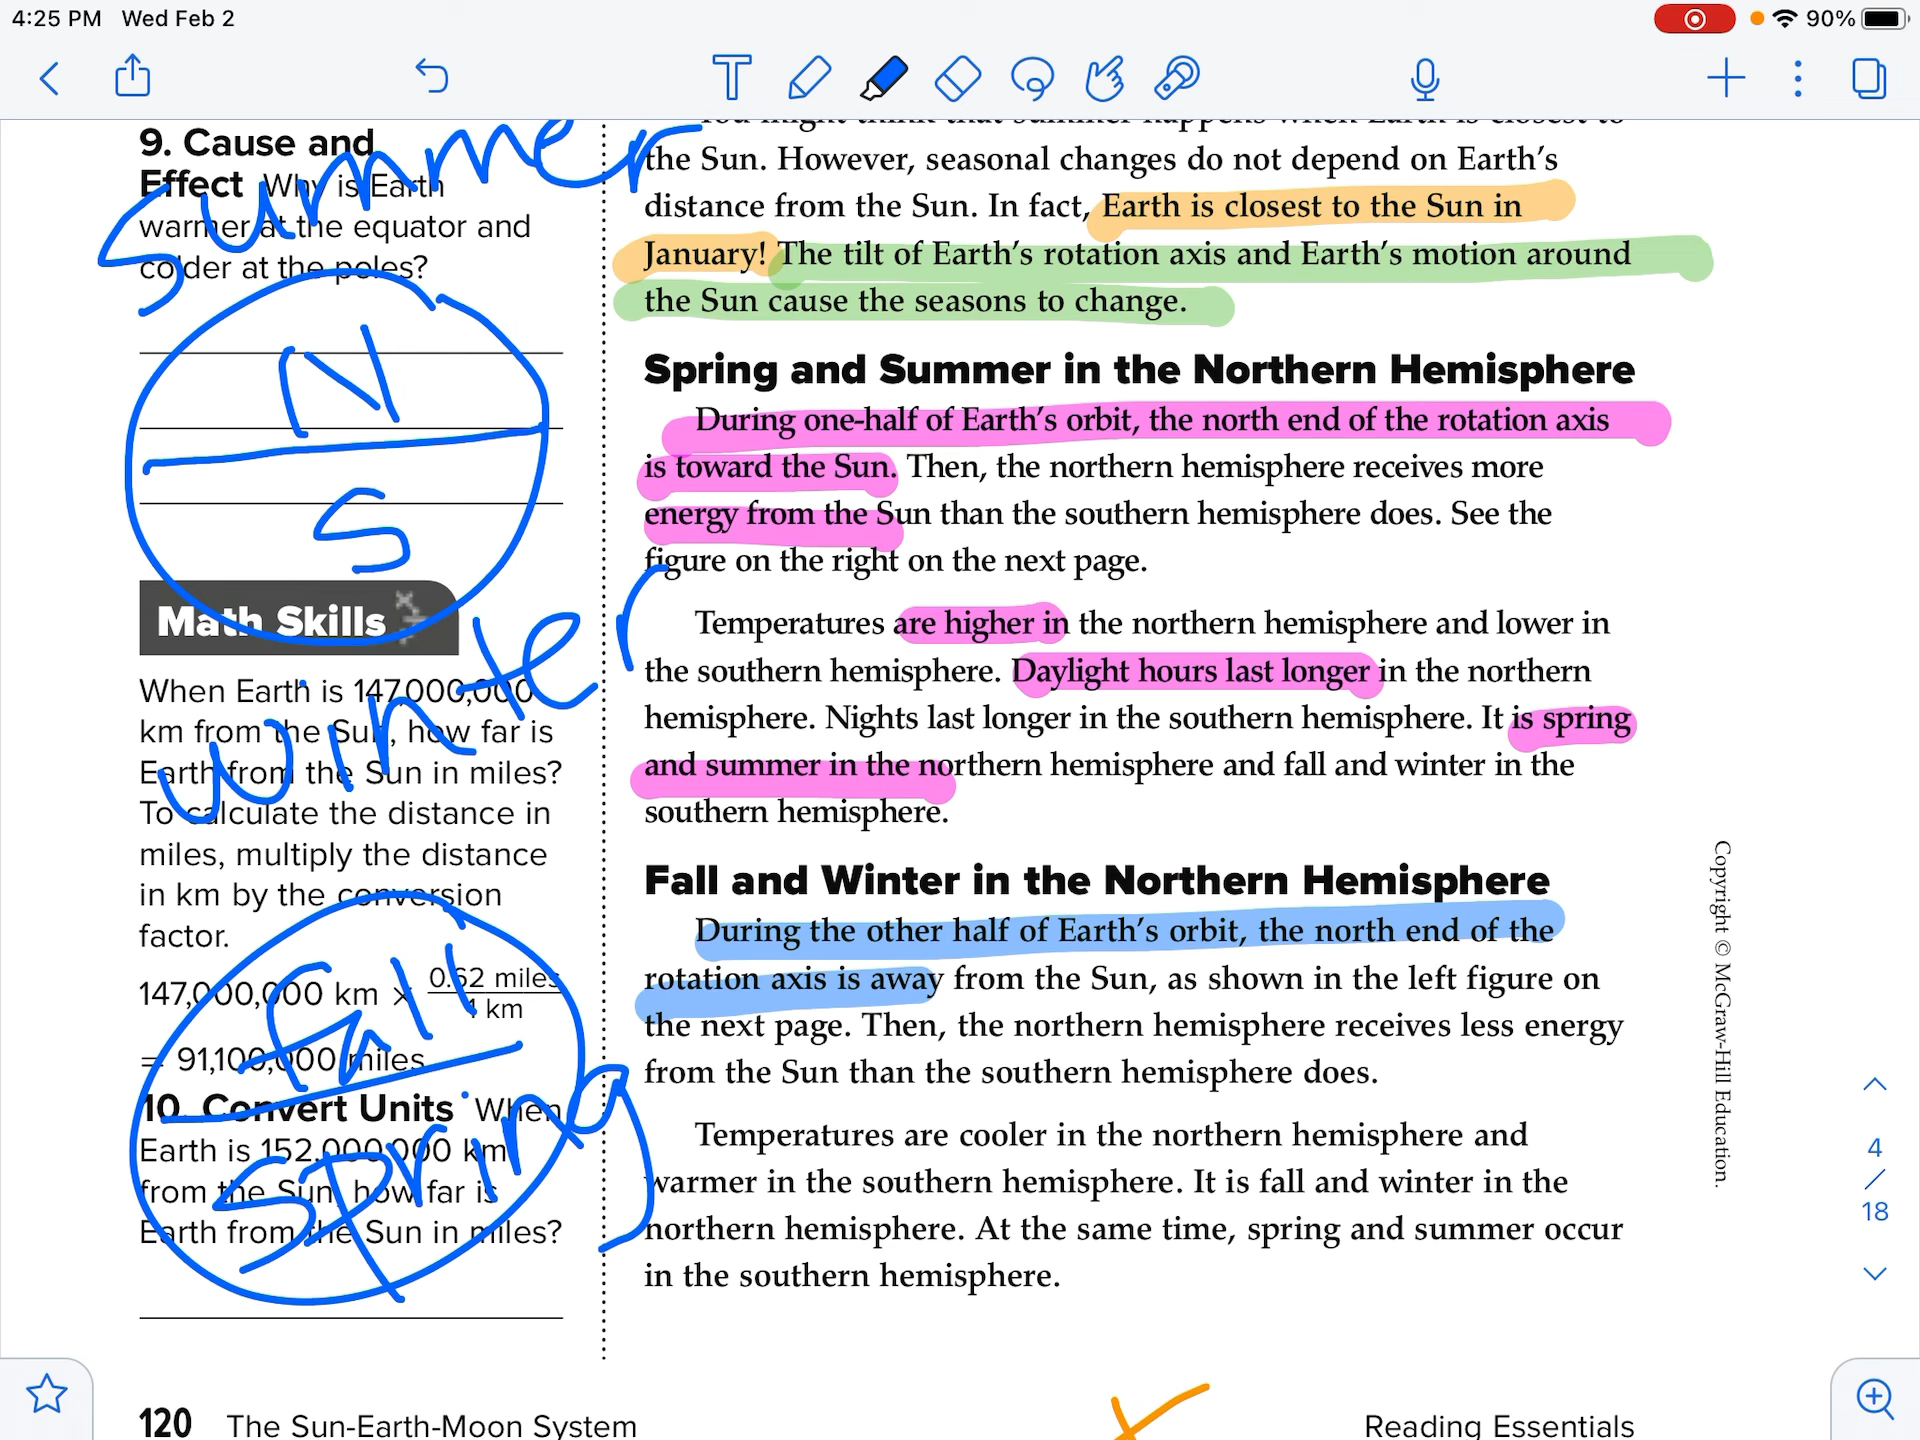 4:25 PM Wed Feb 2
90%
9. Cause and
Effect Why is Earth
warmer at the equator and
colder at the poles?
summer
N
S
winter
Math Skills
When Earth is 147,000,000
km from the Sun, how far is
Earth from the Sun in miles?
To calculate the distance in
miles, multiply the distance
in km by the conversion
factor.
147,000,000 km × 0.62 miles
1 km
= 91,100,000 miles
fall
spring
10. Convert Units When
Earth is 152,000,000 km
from the Sun, how far is
Earth from the Sun in miles?
You might think that summer happens when Earth is closest to
the Sun. However, seasonal changes do not depend on Earth's
distance from the Sun. In fact, Earth is closest to the Sun in
January! The tilt of Earth's rotation axis and Earth's motion around
the Sun cause the seasons to change.
Spring and Summer in the Northern Hemisphere
During one-half of Earth's orbit, the north end of the rotation axis
is toward the Sun. Then, the northern hemisphere receives more
energy from the Sun than the southern hemisphere does. See the
figure on the right on the next page.
Temperatures are higher in the northern hemisphere and lower in
the southern hemisphere. Daylight hours last longer in the northern
hemisphere. Nights last longer in the southern hemisphere. It is spring
and summer in the northern hemisphere and fall and winter in the
southern hemisphere.
Fall and Winter in the Northern Hemisphere
During the other half of Earth's orbit, the north end of the
rotation axis is away from the Sun, as shown in the left figure on
the next page. Then, the northern hemisphere receives less energy
from the Sun than the southern hemisphere does.
Temperatures are cooler in the northern hemisphere and
warmer in the southern hemisphere. It is fall and winter in the
northern hemisphere. At the same time, spring and summer occur
in the southern hemisphere.
Copyright © McGraw-Hill Education.
4
/
18
120 The Sun-Earth-Moon System
Reading Essentials